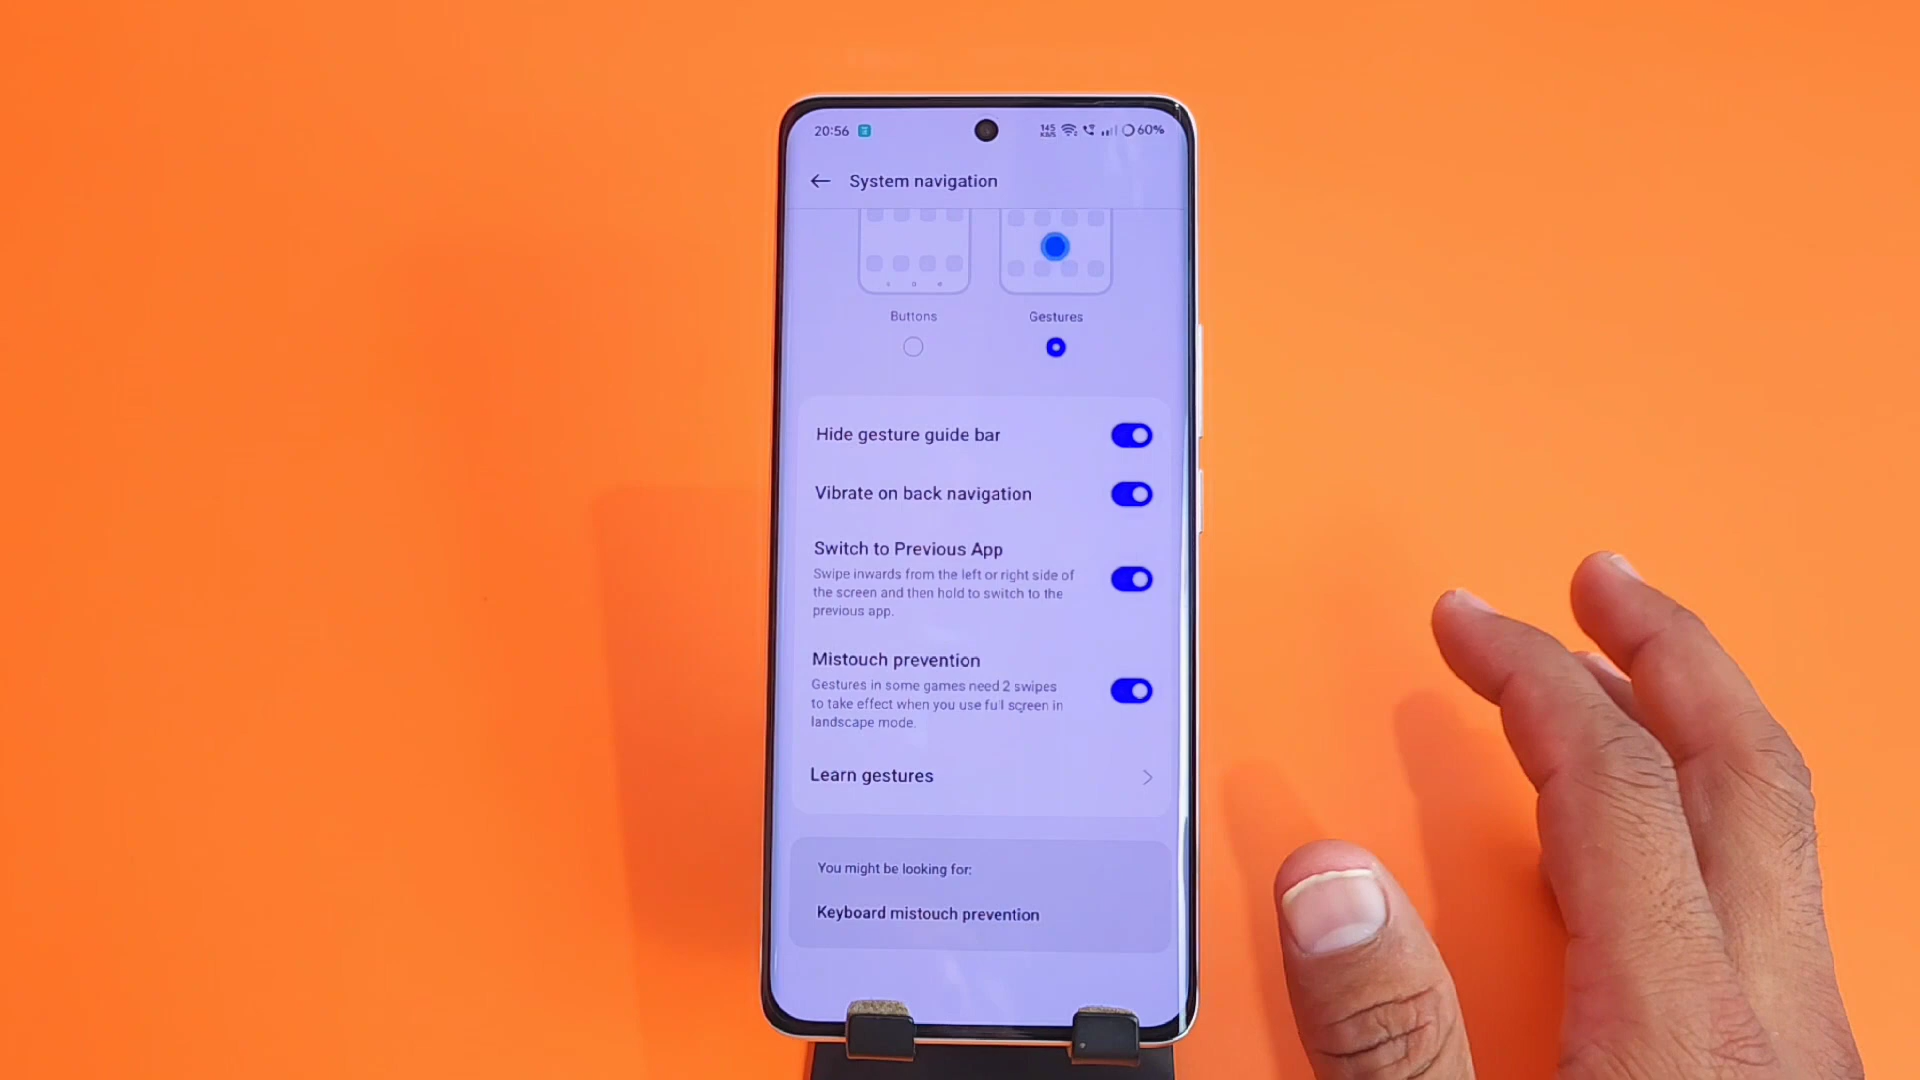 20:56 145 KB/S 60%
System navigation
Buttons Gestures
Hide gesture guide bar
Vibrate on back navigation
Switch to Previous App
Swipe inwards from the left or right side of
the screen and then hold to switch to the
previous app.
Mistouch prevention
Gestures in some games need 2 swipes
to take effect when you use full screen in
landscape mode.
Learn gestures
You might be looking for:
Keyboard mistouch prevention